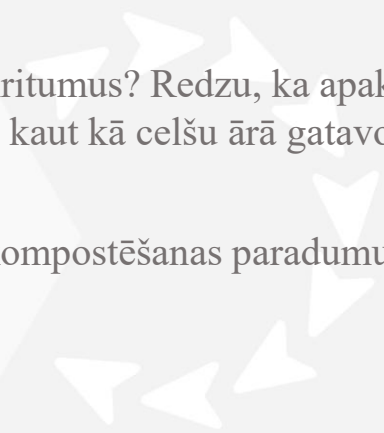 ritumus? Redzu, ka apak
kaut kā celšu ārā gatavo
ompostēšanas paradumu